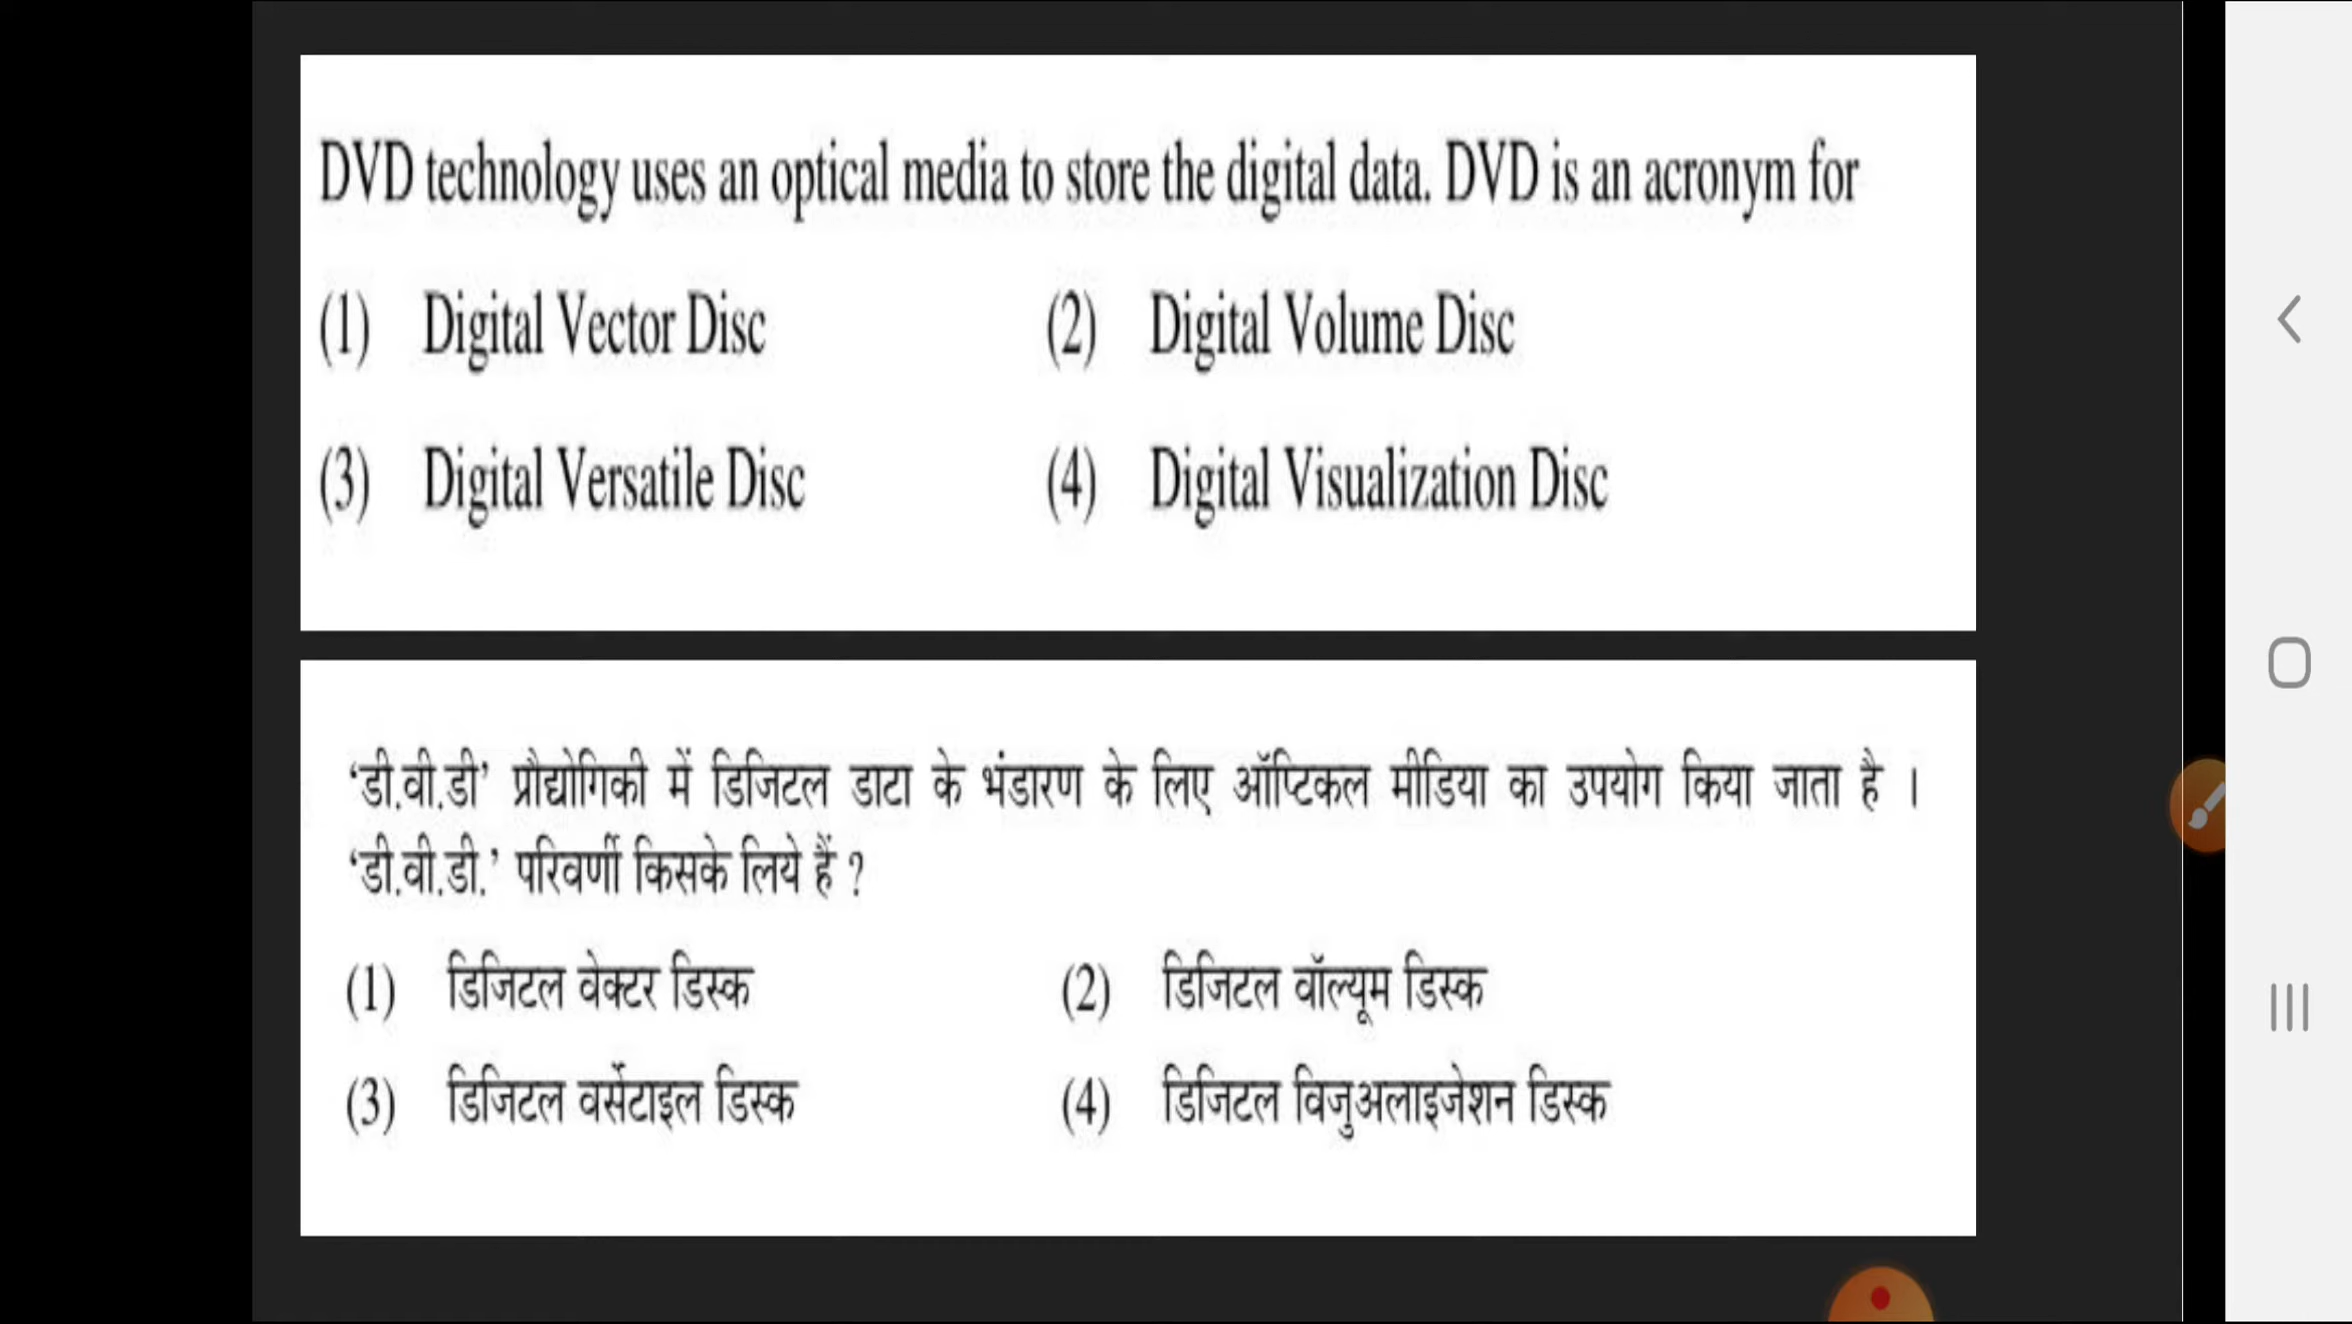 DVD technology uses an optical media to store the digital data. DVD is an acronym for
(1) Digital Vector Disc (2) Digital Volume Disc
(3) Digital Versatile Disc (4) Digital Visualization Disc
‘डी.वी.डी’ प्रौद्योगिकी में डिजिटल डाटा के भंडारण के लिए ऑप्टिकल मीडिया का उपयोग किया जाता है ।
‘डी.वी.डी.’ परिवर्णी किसके लिये हैं ?
(1) डिजिटल वेक्टर डिस्क (2) डिजिटल वॉल्यूम डिस्क
(3) डिजिटल वर्सेटाइल डिस्क (4) डिजिटल विजुअलाइजेशन डिस्क